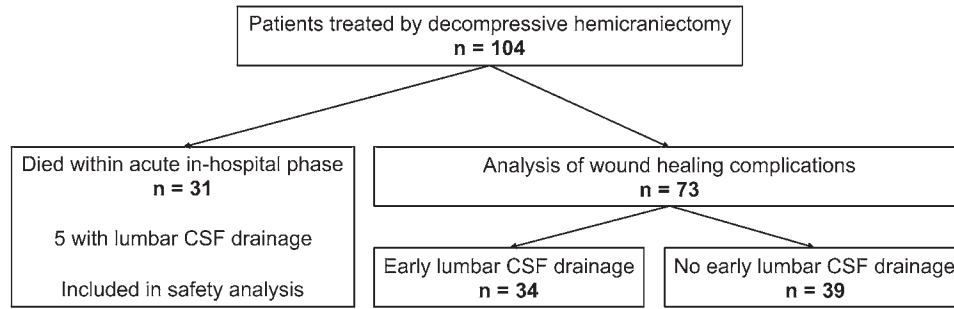 Patients treated by decompressive hemicraniectomy
n = 104
Died within acute in-hospital phase
n = 31
5 with lumbar CSF drainage
Included in safety analysis
Analysis of wound healing complications
n = 73
Early lumbar CSF drainage
n = 34
No early lumbar CSF drainage
n = 39